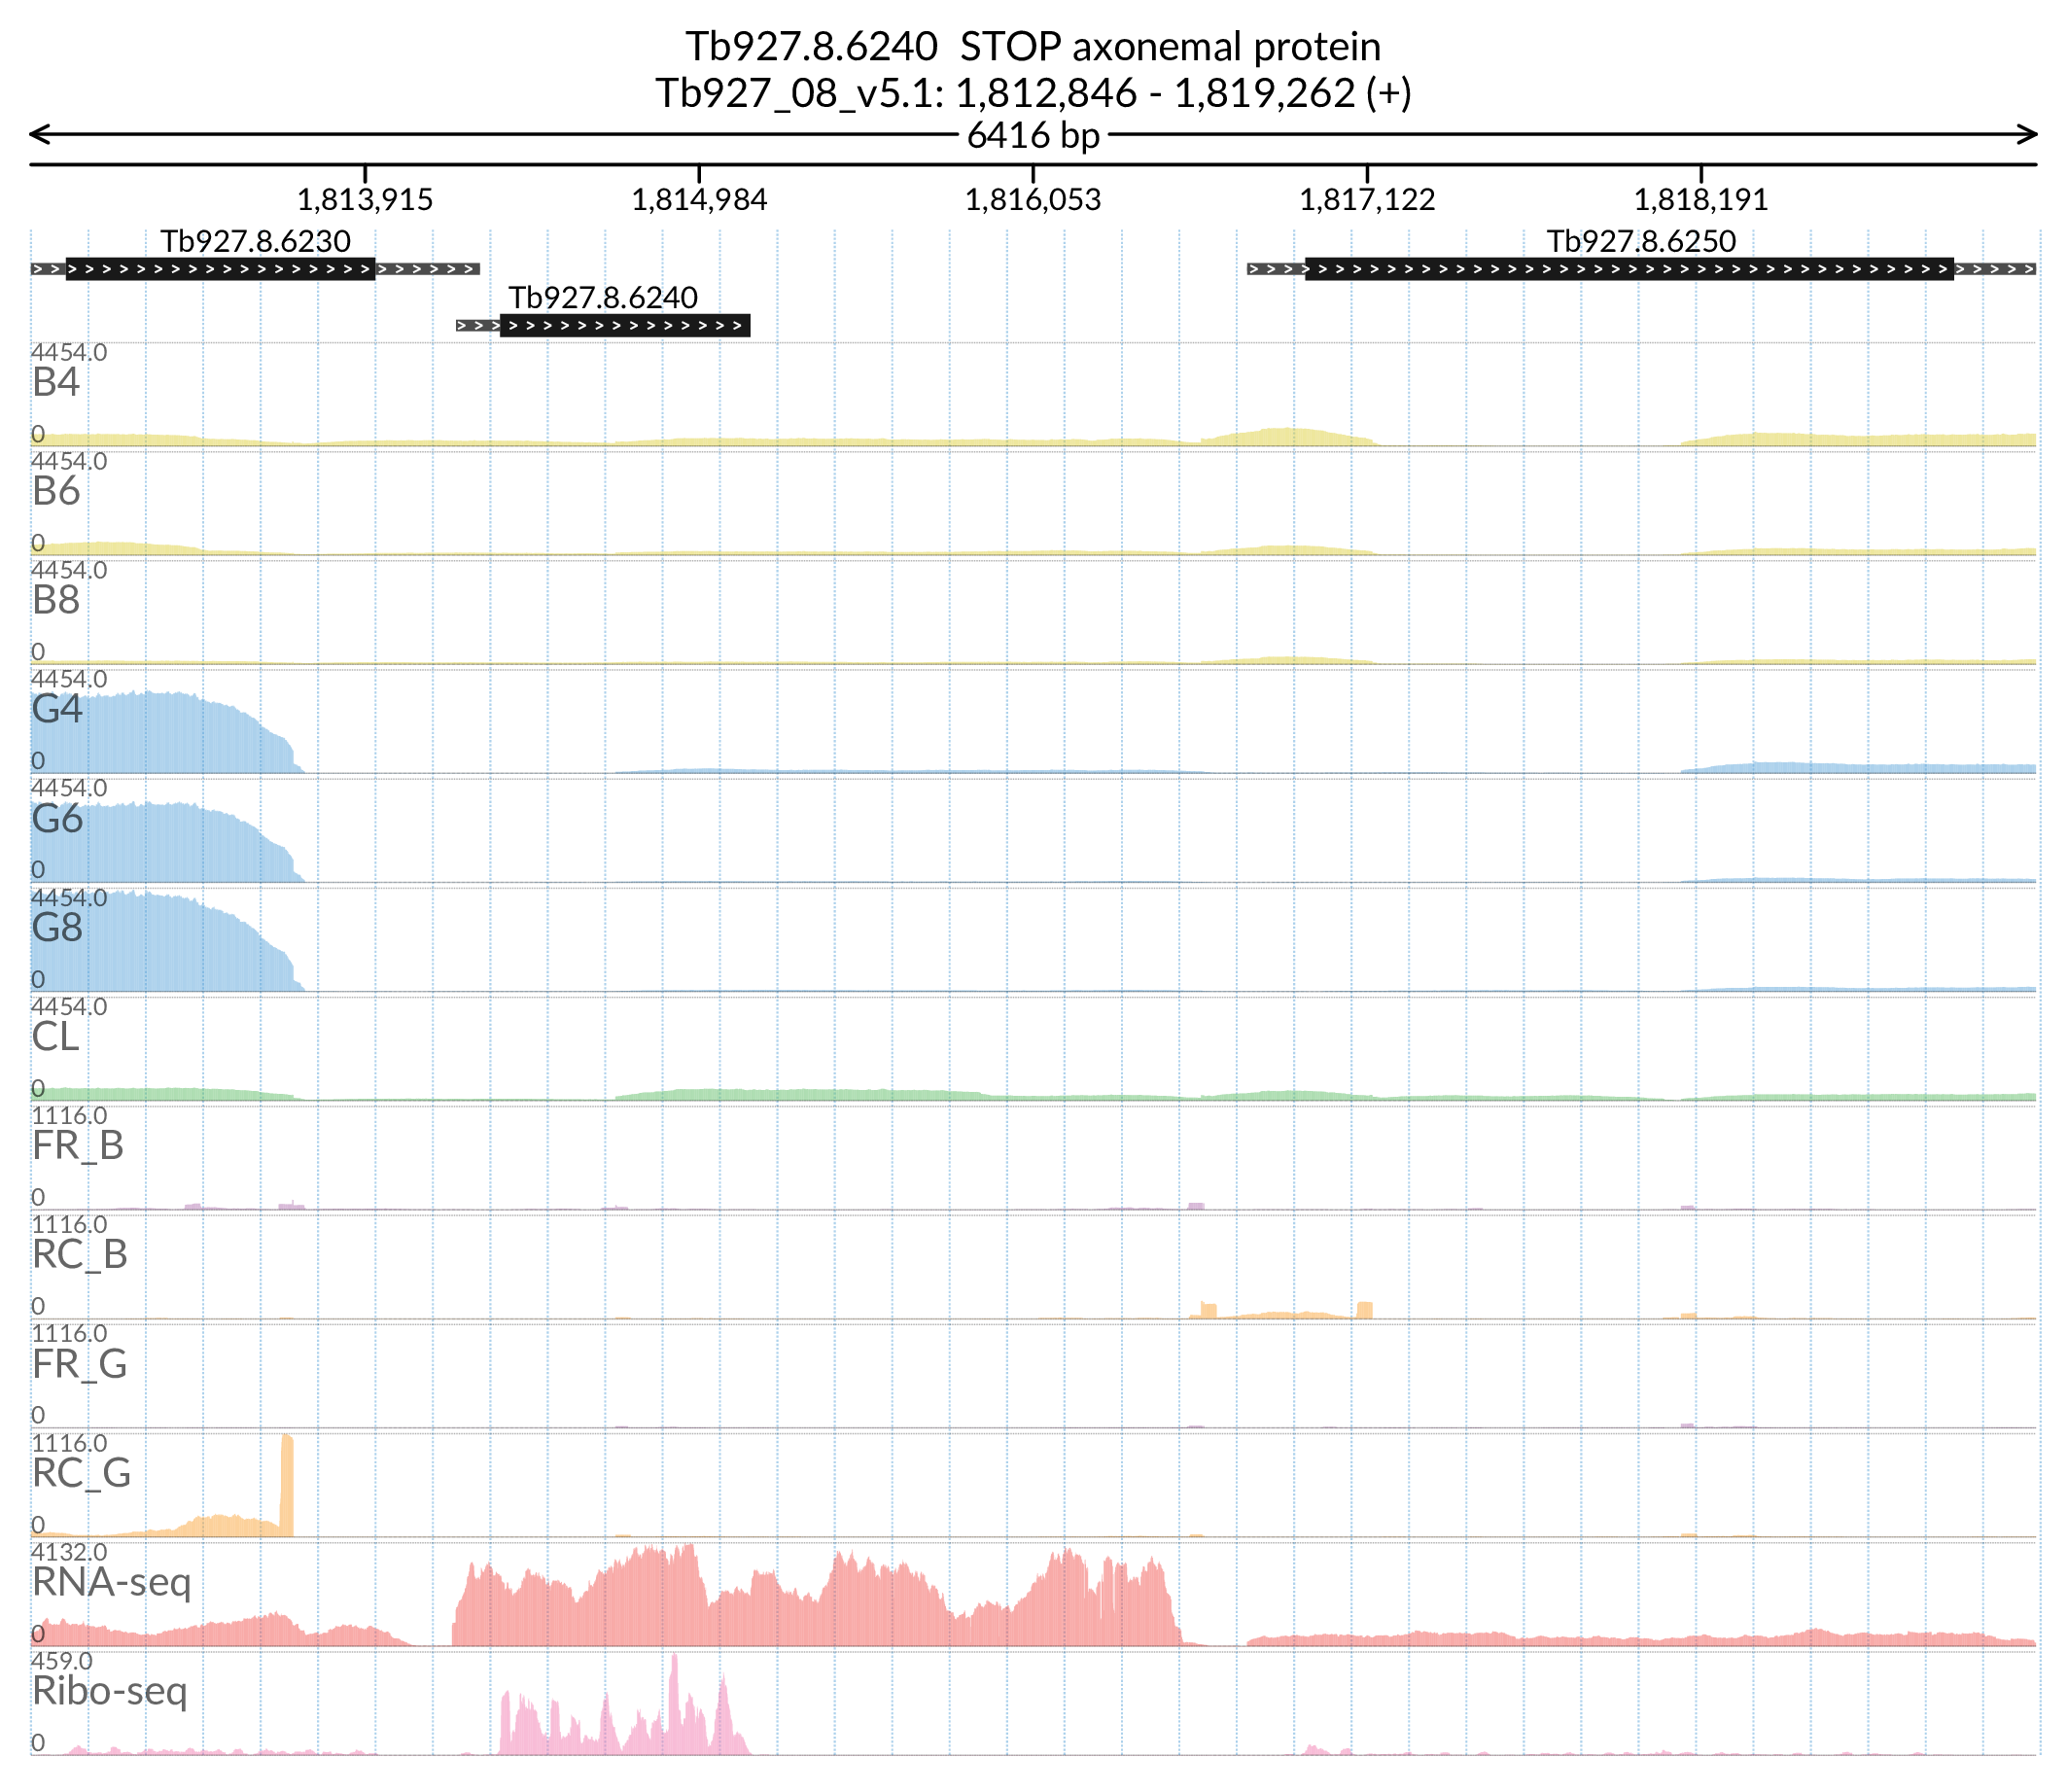 Tb927.8.6240  STOP axonemal protein
Tb927_08_v5.1: 1,812,846 - 1,819,262 (+)
6416 bp
1,813,915 1,814,984 1,816,053 1,817,122 1,818,191
Tb927.8.6230 Tb927.8.6250
Tb927.8.6240
4454.0
B4
0
4454.0
B6
0
4454.0
B8
0
4454.0
G4
0
4454.0
G6
0
4454.0
G8
0
4454.0
CL
0
1116.0
FR_B
0
1116.0
RC_B
0
1116.0
FR_G
0
1116.0
RC_G
0
4132.0
RNA-seq
0
459.0
Ribo-seq
0